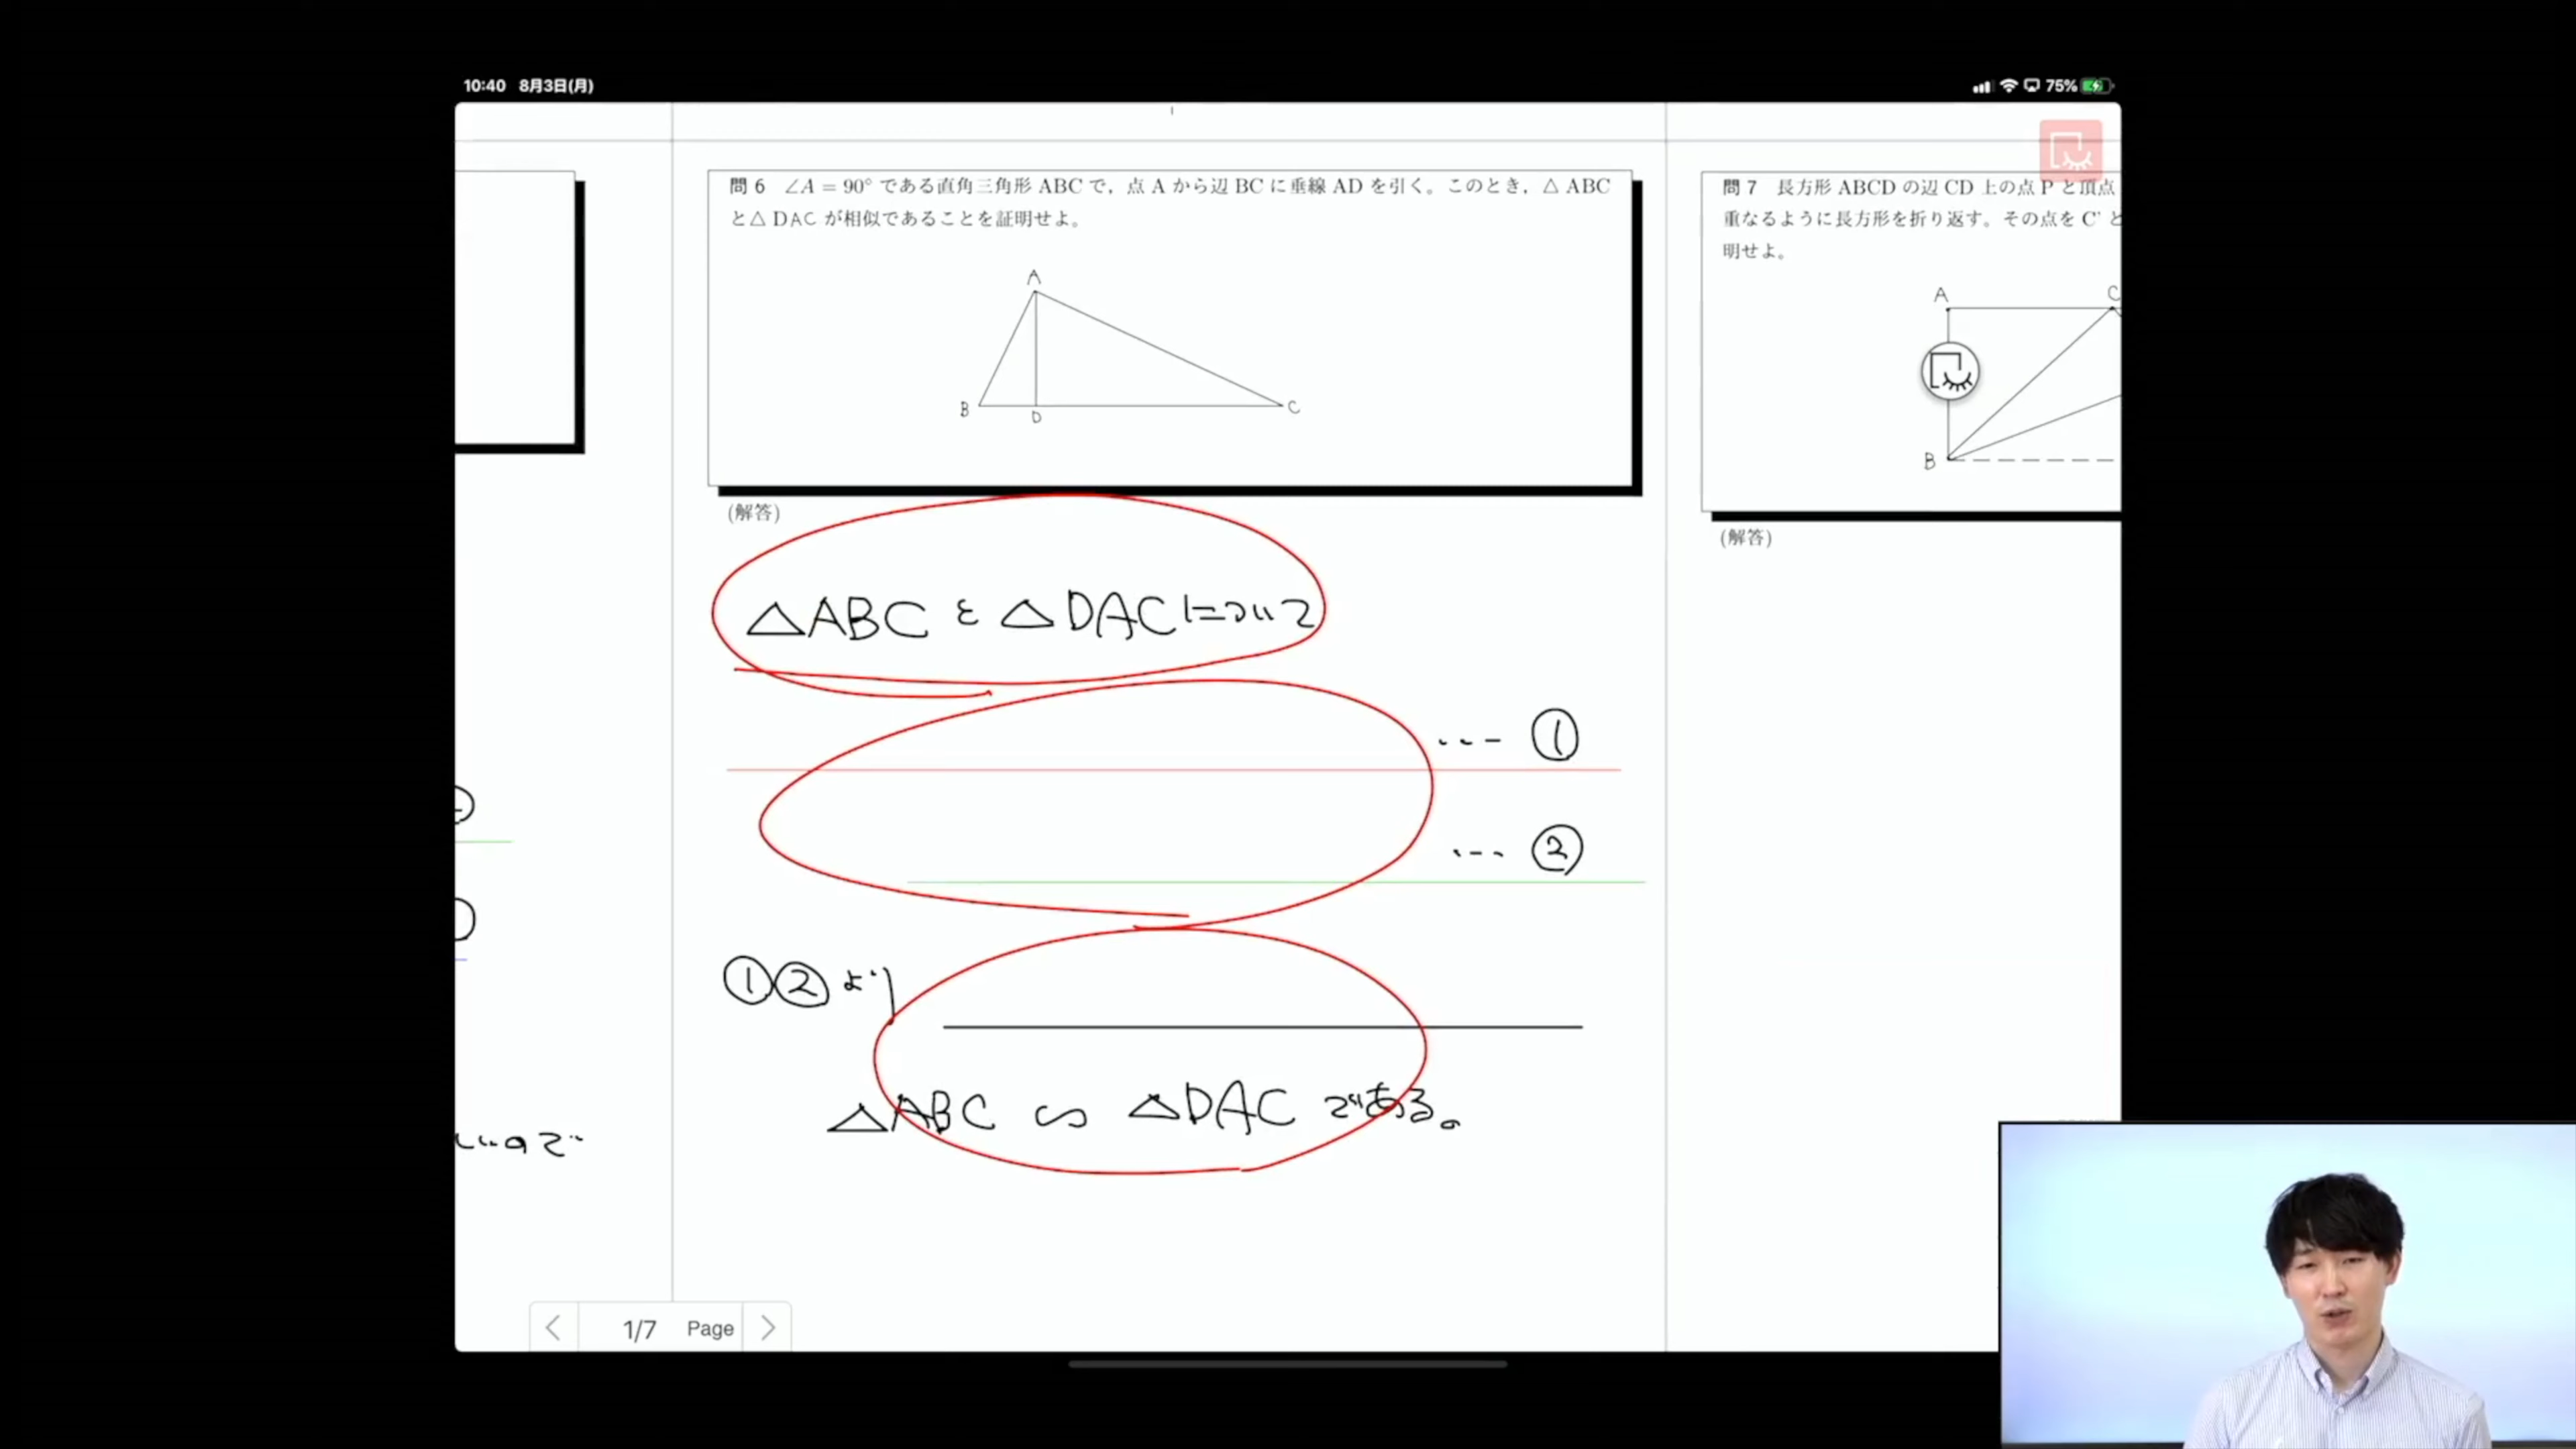 10:40 8月3日(月)
75%
問 6 ∠A = 90° である直角三角形 ABC で，点 A から辺 BC に垂線 AD を引く。このとき，△ ABC
と△ DAC が相似であることを証明せよ。
A
B
D
C
(解答)
△ABC と △DAC について
--- ①
--- ②
①② より
△ABC ∽ △DAC である。
問 7 長方形 ABCD の辺 CD 上の点 P と頂点
重なるように長方形を折り返す。その点を C' と
明せよ。
A
C
B
(解答)
いので
1/7 Page